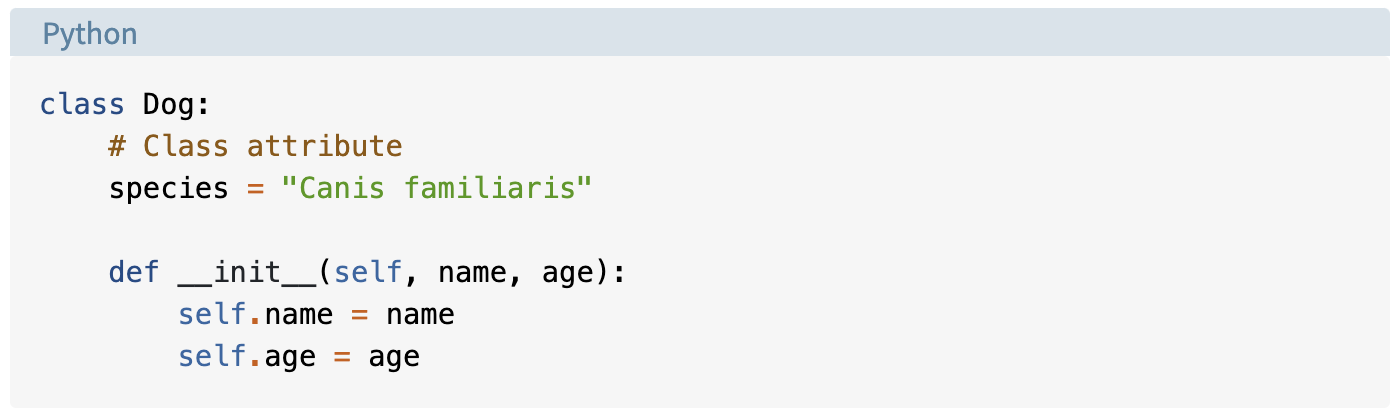 Python
class Dog:
    # Class attribute
    species = "Canis familiaris"

    def __init__(self, name, age):
        self.name = name
        self.age = age